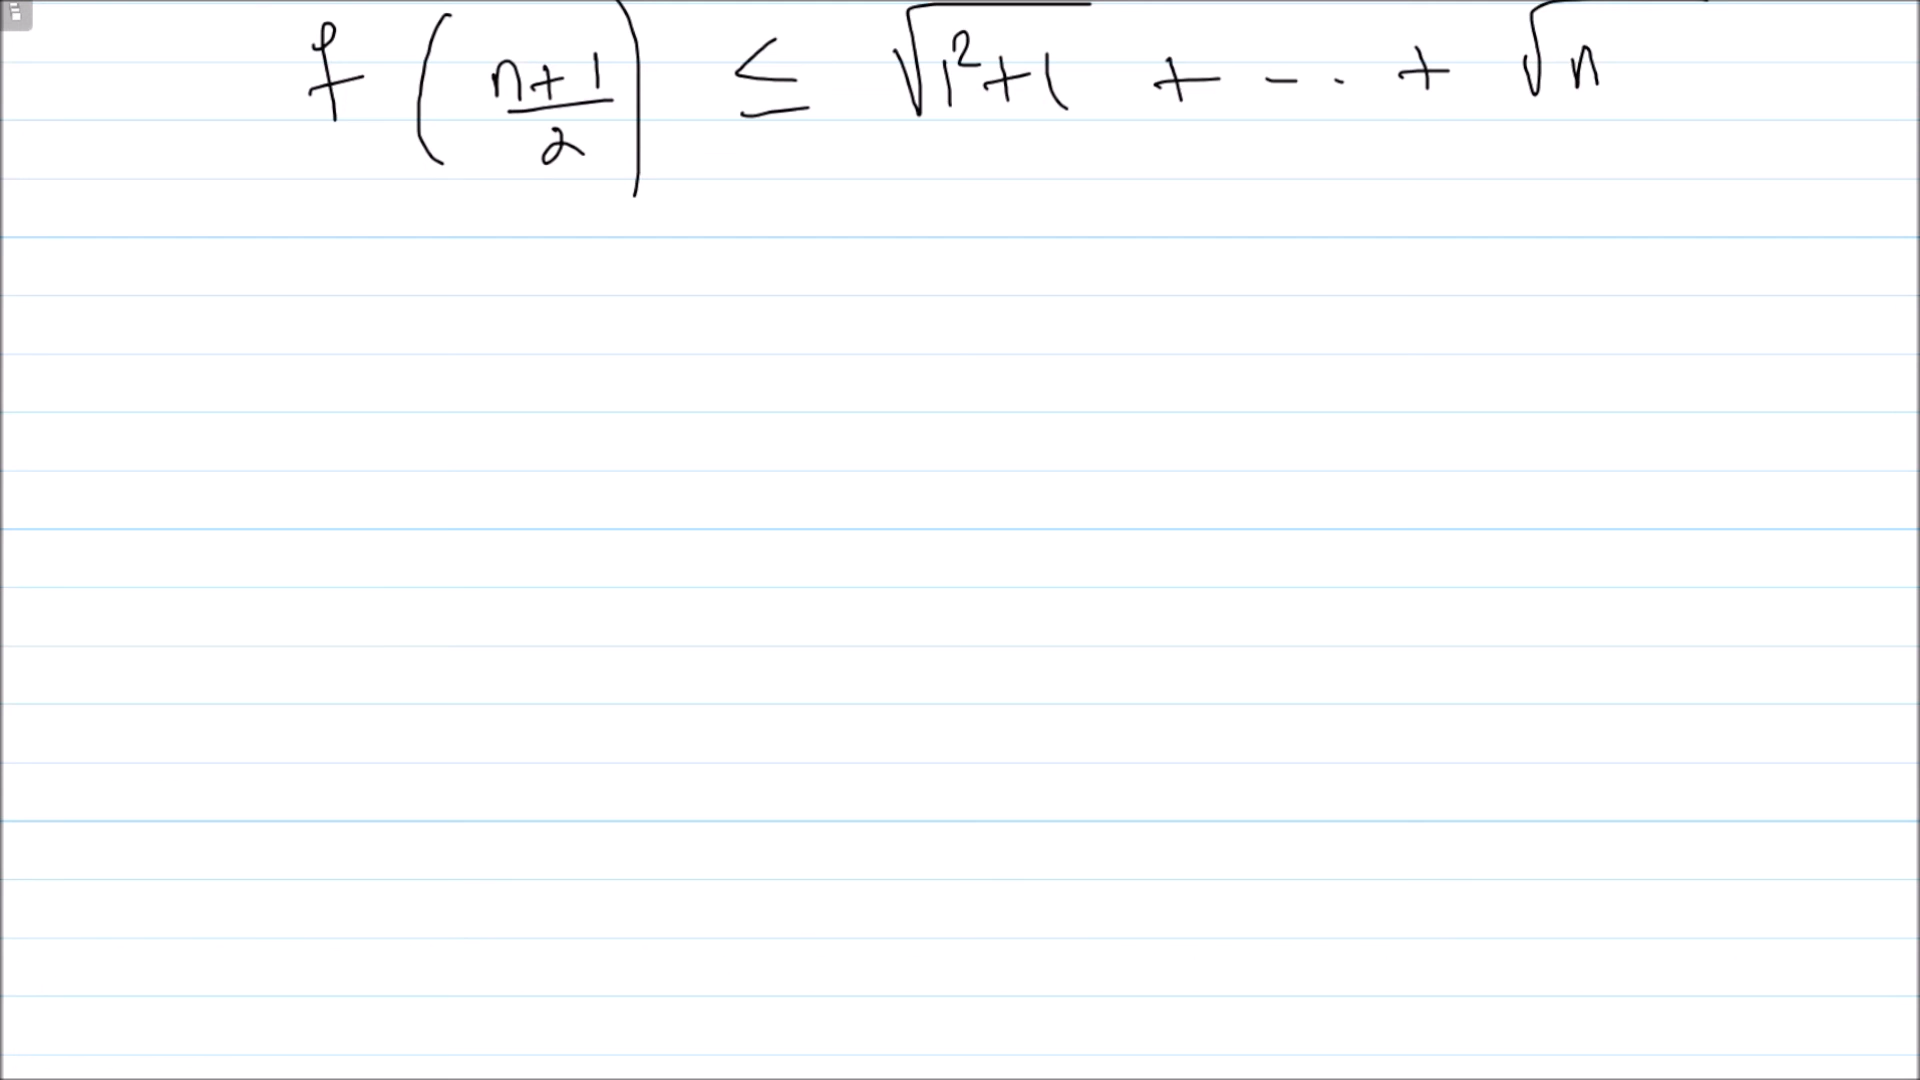 f ( (n+1)/2 ) ≤ √(1²+1) + -·· + √n